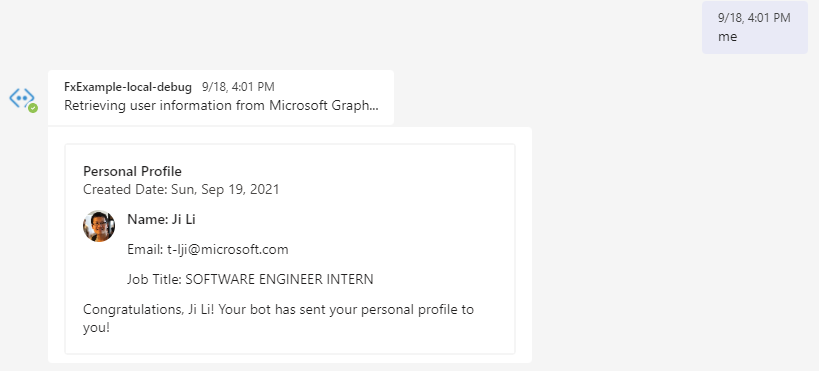 9/18, 4:01 PM
me
FxExample-local-debug 9/18, 4:01 PM
Retrieving user information from Microsoft Graph...
Personal Profile
Created Date: Sun, Sep 19, 2021
Name: Ji Li
Email: t-lji@microsoft.com
Job Title: SOFTWARE ENGINEER INTERN
Congratulations, Ji Li! Your bot has sent your personal profile to
you!